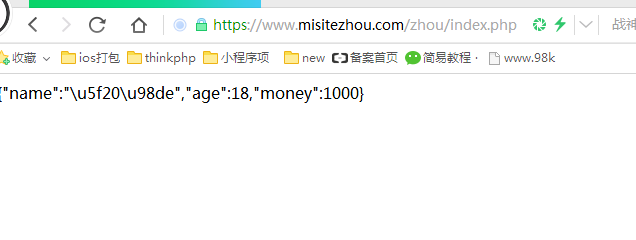 https://www.misitezhou.com/zhou/index.php 战神
收藏 ios打包 thinkphp 小程序项 new 备案首页 简易教程· www.98k
{"name":"\u5f20\u98de","age":18,"money":1000}